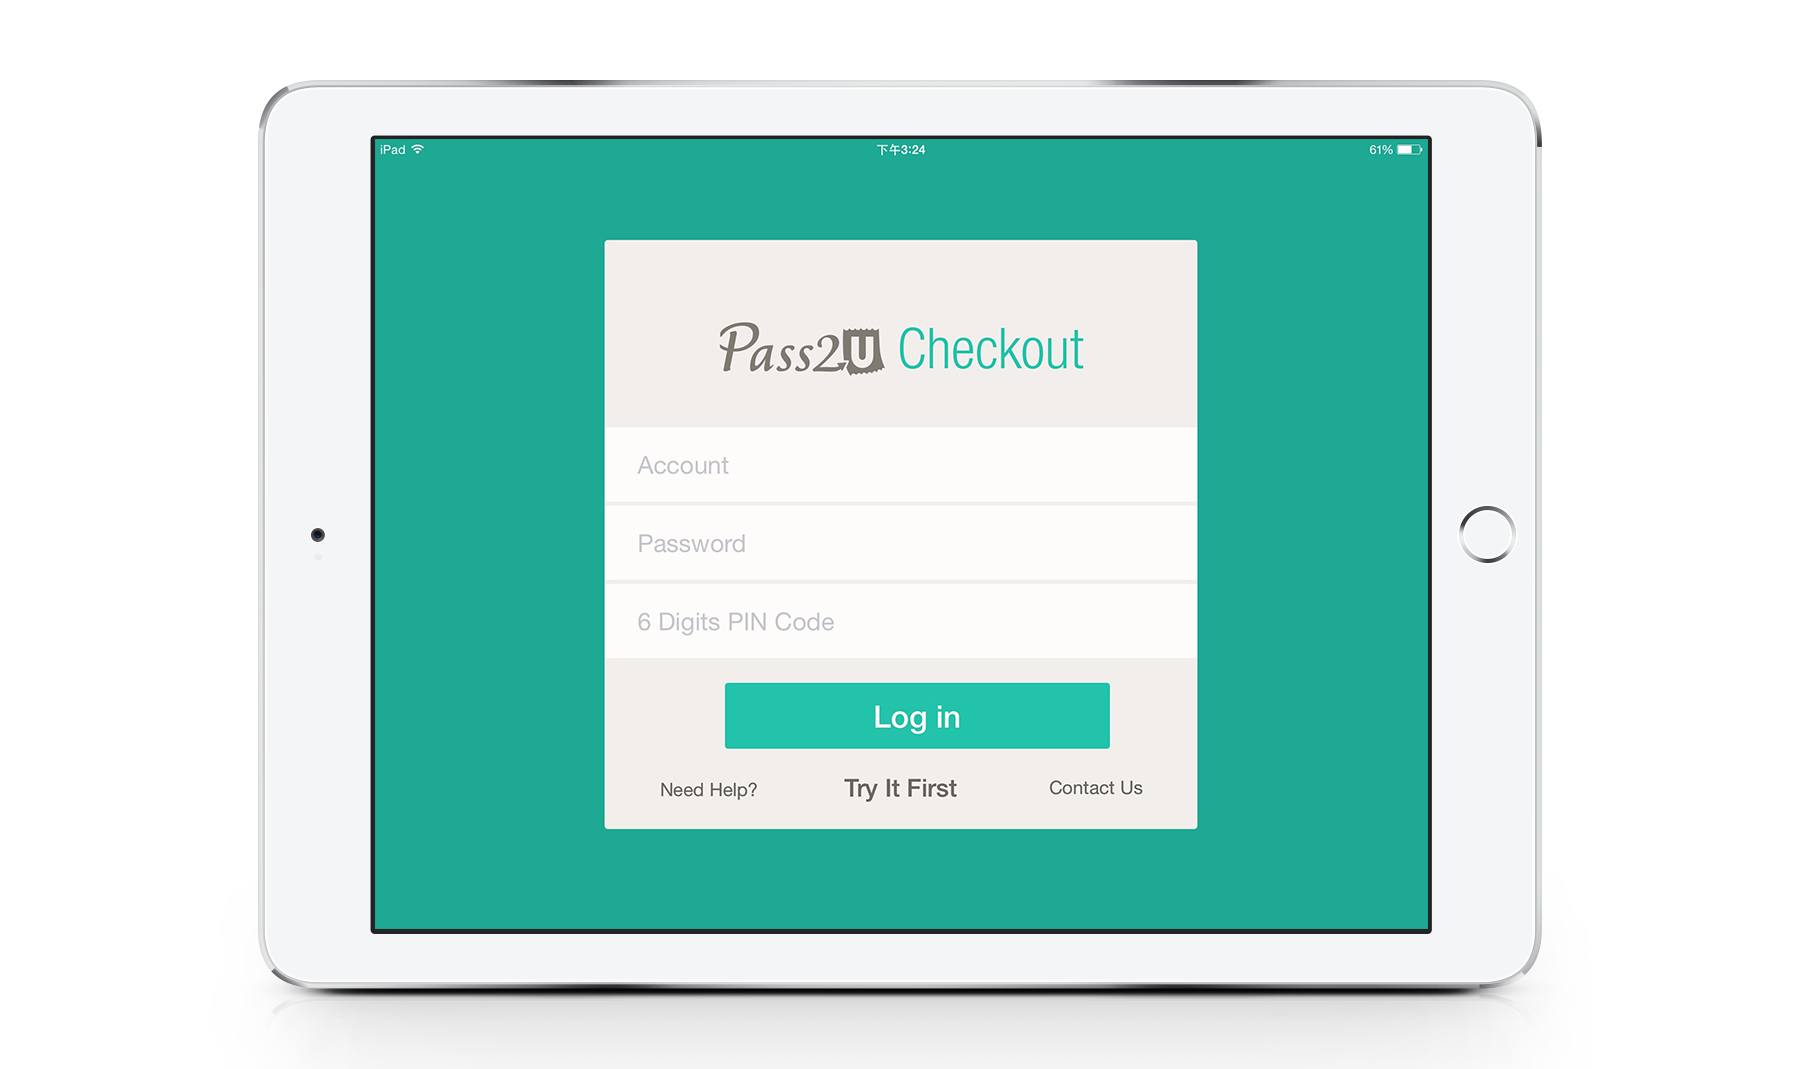 iPad 下午3:24 61%
Pass2U Checkout
Account
Password
6 Digits PIN Code
Log in
Need Help? Try It First Contact Us